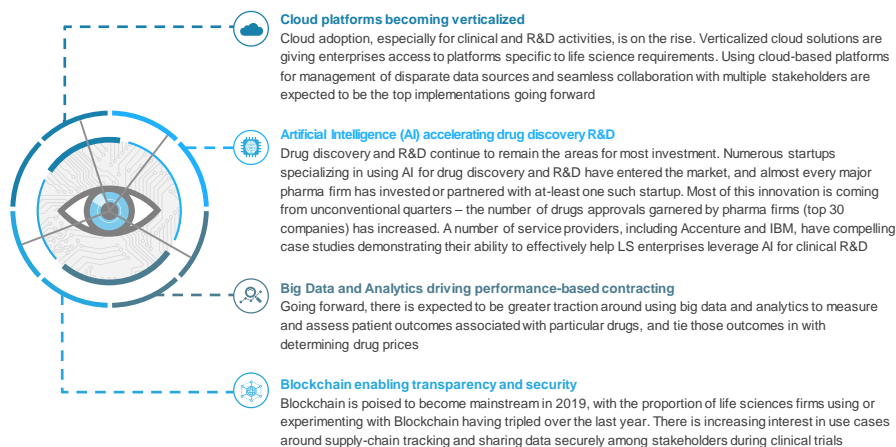 Cloud platforms becoming verticalized
Cloud adoption, especially for clinical and R&D activities, is on the rise. Verticalized cloud solutions are
giving enterprises access to platforms specific to life science requirements. Using cloud-based platforms
for management of disparate data sources and seamless collaboration with multiple stakeholders are
expected to be the top implementations going forward
Artificial Intelligence (AI) accelerating drug discovery R&D
Drug discovery and R&D continue to remain the areas for most investment. Numerous startups
specializing in using AI for drug discovery and R&D have entered the market, and almost every major
pharma firm has invested or partnered with at-least one such startup. Most of this innovation is coming
from unconventional quarters – the number of drugs approvals garnered by pharma firms (top 30
companies) has increased. A number of service providers, including Accenture and IBM, have compelling
case studies demonstrating their ability to effectively help LS enterprises leverage AI for clinical R&D
Big Data and Analytics driving performance-based contracting
Going forward, there is expected to be greater traction around using big data and analytics to measure
and assess patient outcomes associated with particular drugs, and tie those outcomes in with
determining drug prices
Blockchain enabling transparency and security
Blockchain is poised to become mainstream in 2019, with the proportion of life sciences firms using or
experimenting with Blockchain having tripled over the last year. There is increasing interest in use cases
around supply-chain tracking and sharing data securely among stakeholders during clinical trials